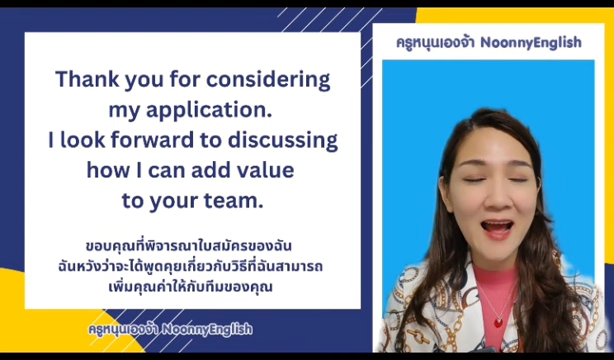 Thank you for considering
my application.
I look forward to discussing
how I can add value
to your team.
ขอบคุณที่พิจารณาใบสมัครของฉัน
ฉันหวังว่าจะได้พูดคุยเกี่ยวกับวิธีที่ฉันสามารถ
เพิ่มคุณค่าให้กับทีมของคุณ
ครูหนุนเองจ้า NoonnyEnglish
ครูหนุนเองจ้า NoonnyEnglish